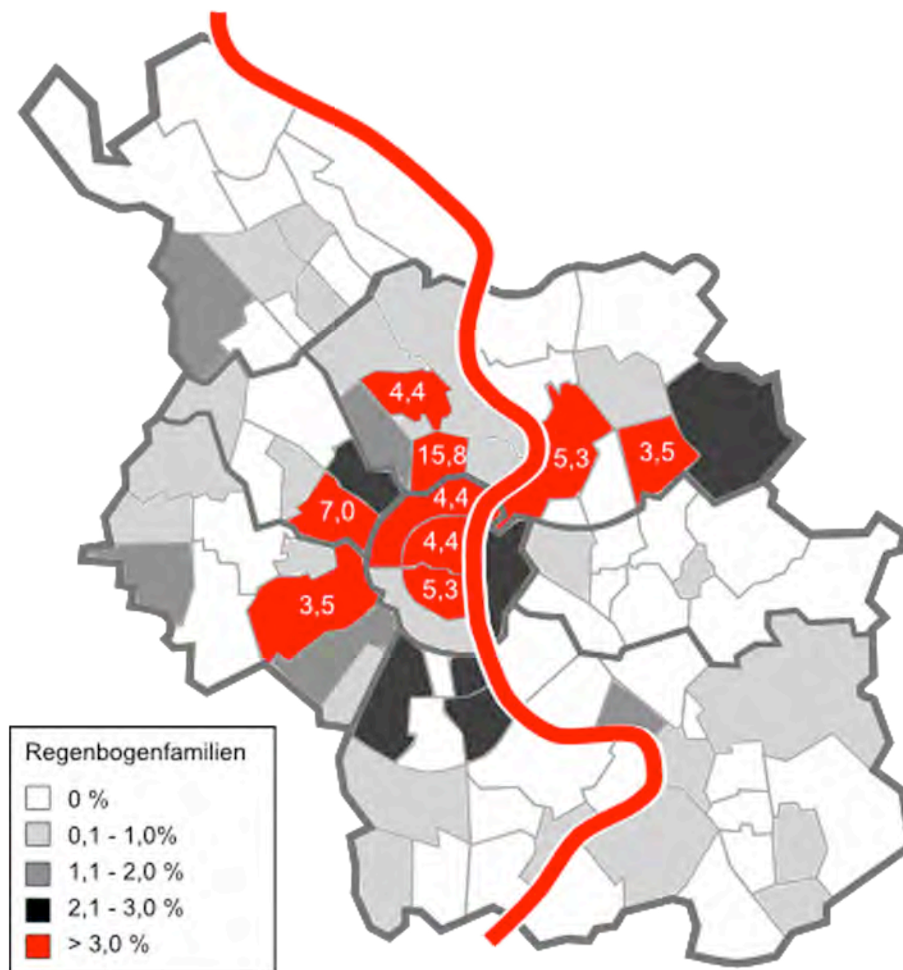 4,4
15,8
5,3
3,5
4,4
7,0
4,4
5,3
3,5
Regenbogenfamilien
0 %
0,1 - 1,0%
1,1 - 2,0 %
2,1 - 3,0 %
> 3,0 %